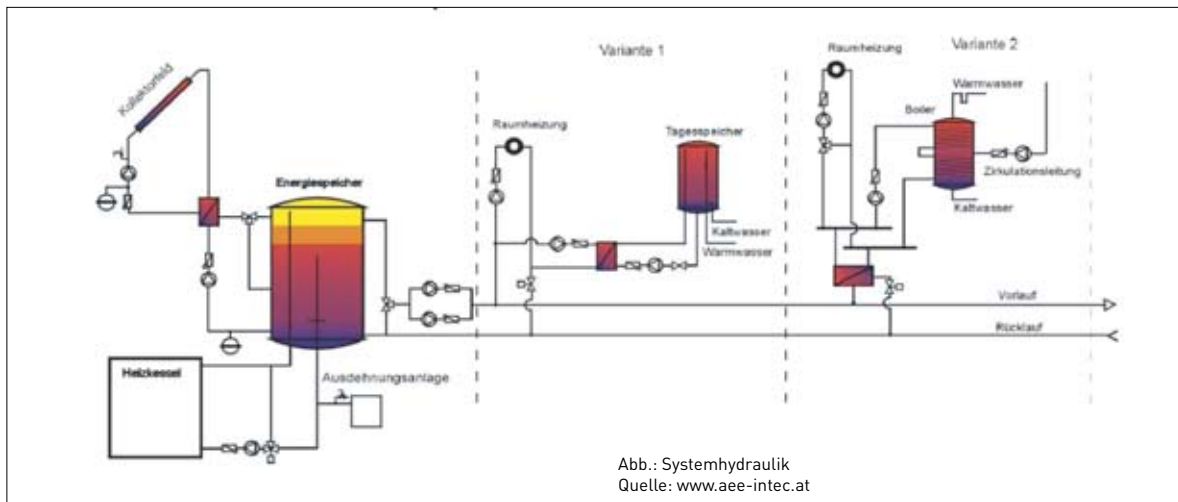 Variante 1
Raumheizung
Variante 2
Kollektorfeld
Warmwasser
Boiler
Raumheizung
Tagesspeicher
Energiespeicher
Zirkulationsleitung
Kaltwasser
Kaltwasser
Warmwasser
Vorlauf
Rücklauf
Heizkessel
Ausdehnungsanlage
Abb.: Systemhydraulik
Quelle: www.aee-intec.at